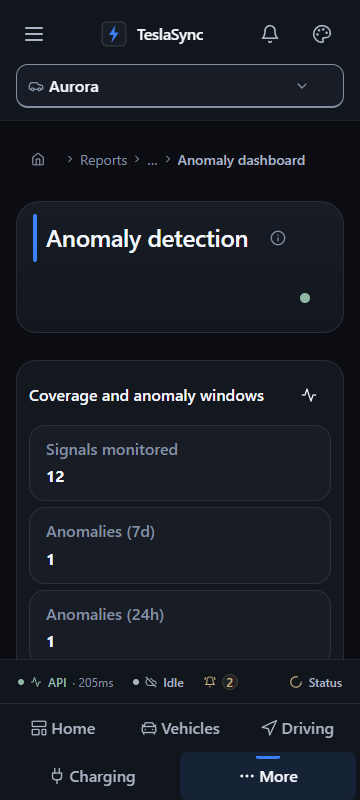 TeslaSync
Aurora
Reports ... Anomaly dashboard
Anomaly detection
Coverage and anomaly windows
Signals monitored
12
Anomalies (7d)
1
Anomalies (24h)
1
API · 205ms Idle 2 Status
Home Vehicles Driving
Charging More